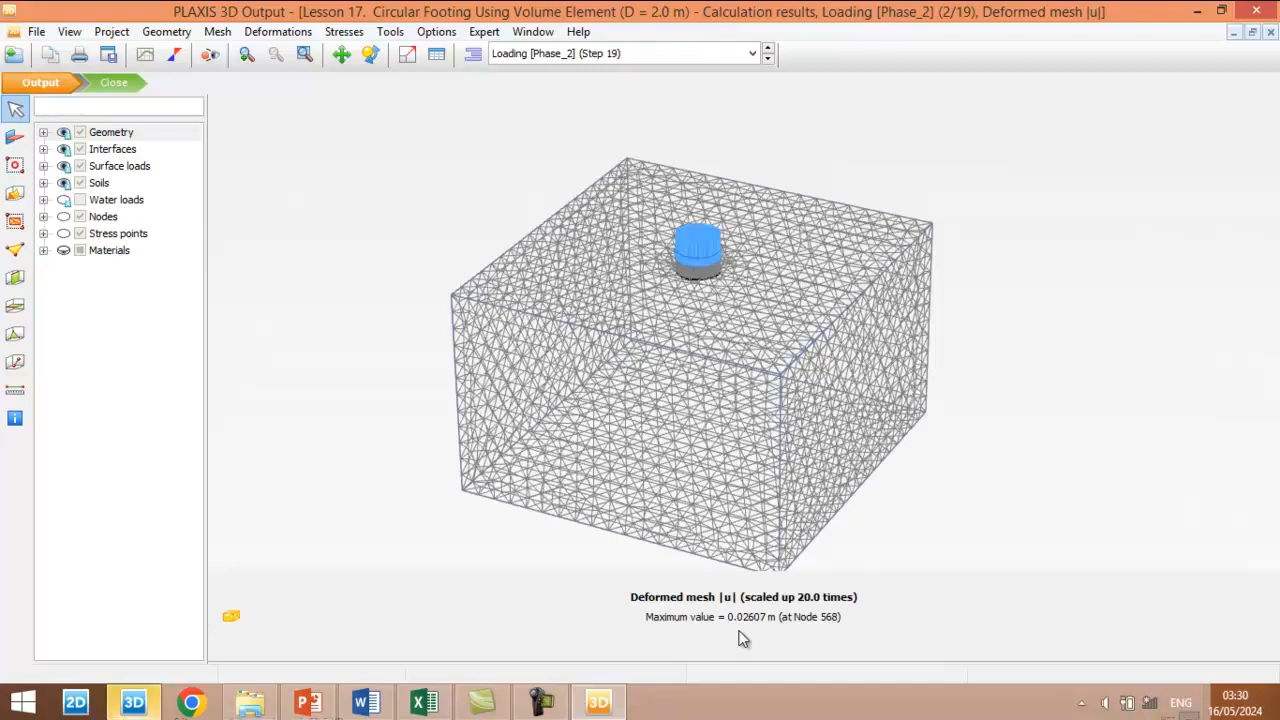 PLAXIS 3D Output - [Lesson 17. Circular Footing Using Volume Element (D = 2.0 m) - Calculation results, Loading [Phase_2] (2/19), Deformed mesh |u|]
File View Project Geometry Mesh Deformations Stresses Tools Options Expert Window Help
Loading [Phase_2] (Step 19)
Output Close
Geometry
Interfaces
Surface loads
Soils
Water loads
Nodes
Stress points
Materials
Deformed mesh |u| (scaled up 20.0 times)
Maximum value = 0.02607 m (at Node 568)
2D 3D 3D ENG 03:30
16/05/2024